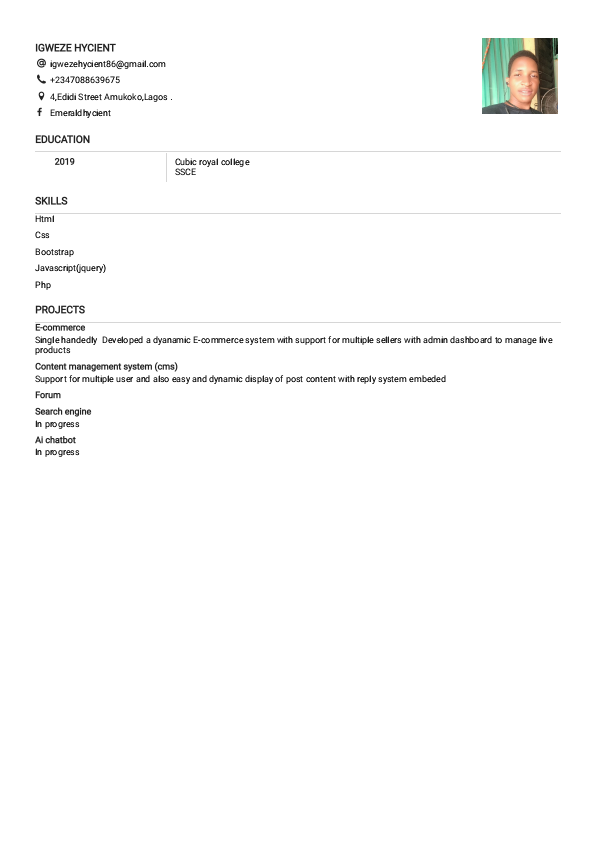 IGWEZE HYCIENT
igwezehycient86@gmail.com
+2347088639675
4,Edidi Street Amukoko,Lagos .
Emeraldhycient
EDUCATION
2019
Cubic royal college
SSCE
SKILLS
Html
Css
Bootstrap
Javascript(jquery)
Php
PROJECTS
E-commerce
Singlehandedly Developed a dyanamic E-commerce system with support for multiple sellers with admin dashboard to manage live
products
Content management system (cms)
Support for multiple user and also easy and dynamic display of post content with reply system embeded
Forum
Search engine
In progress
Ai chatbot
In progress